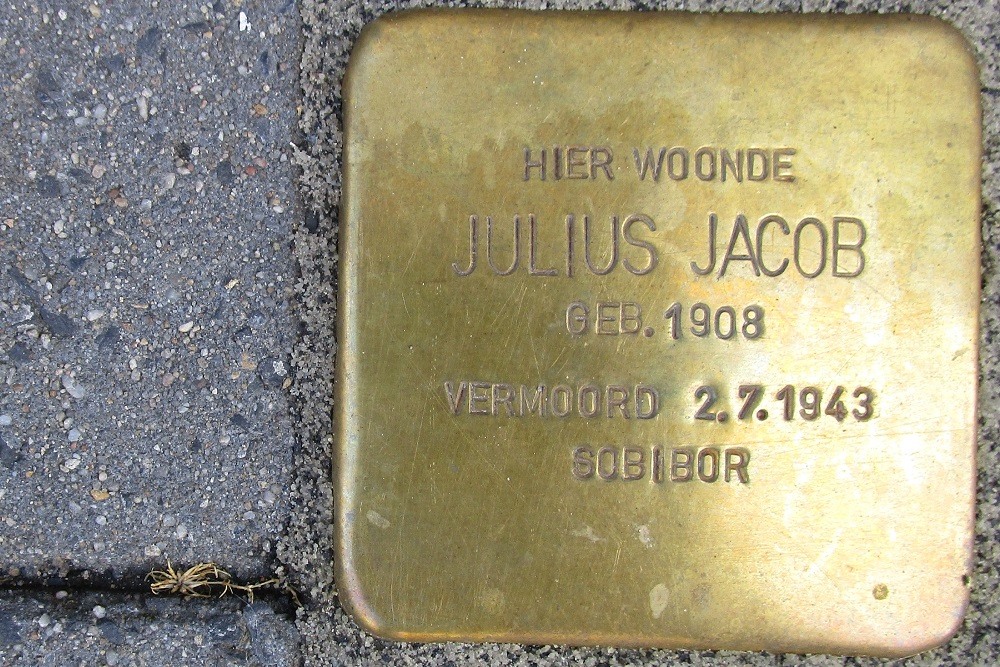 HIER WOONDE
JULIUS JACOB
GEB. 1908
VERMOORD 2.7.1943
SOBIBOR